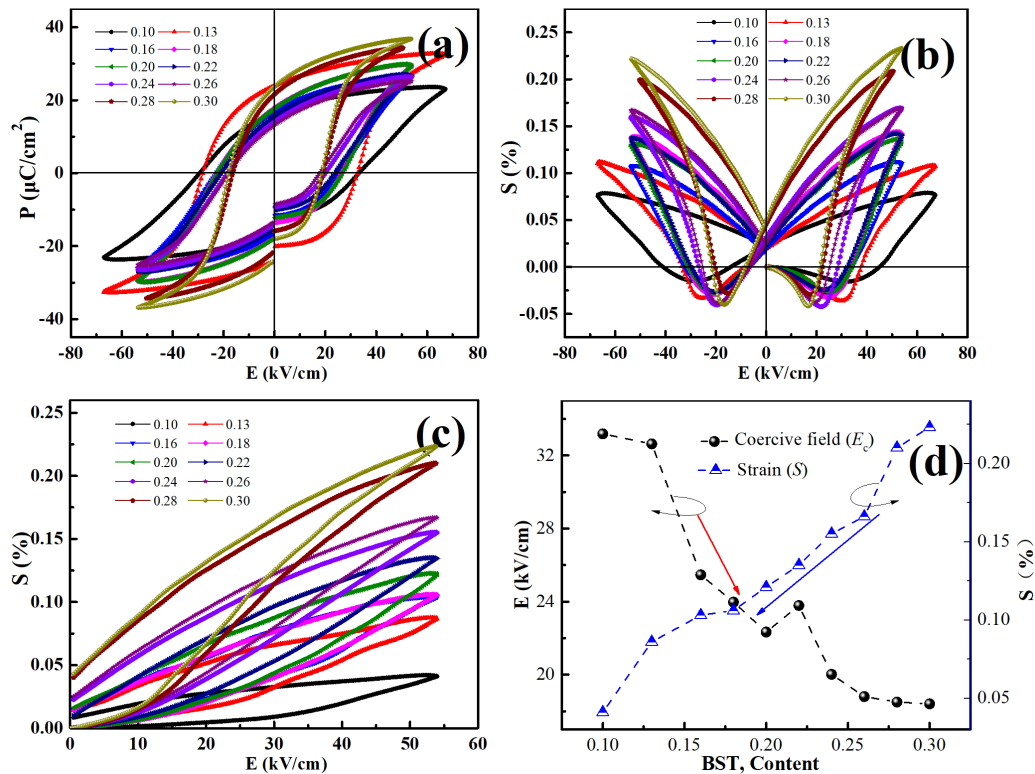 (a)
0.10 0.13
0.16 0.18
0.20 0.22
0.24 0.26
0.28 0.30
P (μC/cm²)
40
20
0
-20
-40
-80 -60 -40 -20 0 20 40 60 80
E (kV/cm)
(b)
0.10 0.13
0.16 0.18
0.20 0.22
0.24 0.26
0.28 0.30
S (%)
0.25
0.20
0.15
0.10
0.05
0.00
-0.05
-80 -60 -40 -20 0 20 40 60 80
E (kV/cm)
(c)
0.10 0.13
0.16 0.18
0.20 0.22
0.24 0.26
0.28 0.30
S (%)
0.25
0.20
0.15
0.10
0.05
0.00
0 10 20 30 40 50 60
E (kV/cm)
(d)
Coercive field (Ec)
Strain (S)
E (kV/cm)
32
28
24
20
S (%)
0.20
0.15
0.10
0.05
0.10 0.15 0.20 0.25 0.30
BST, Content